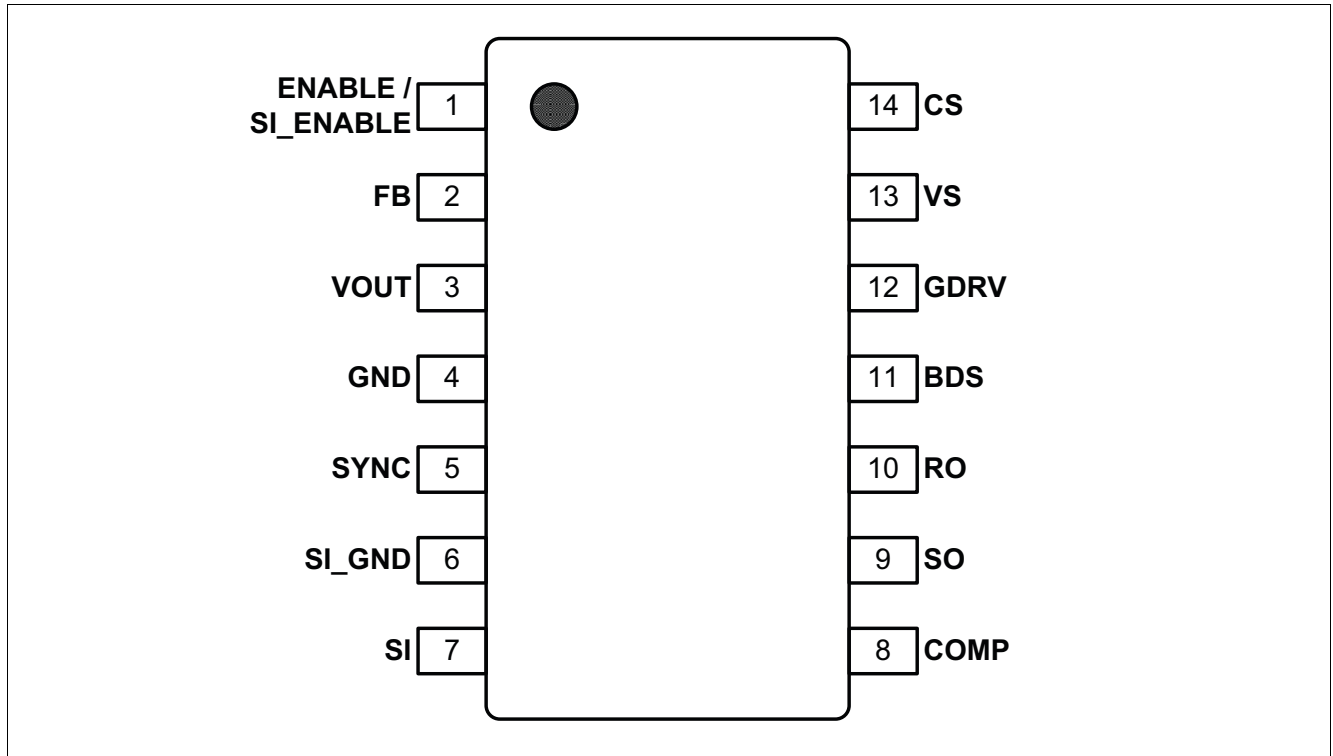 ENABLE /
SI_ENABLE
1
14
CS
FB
2
13
VS
VOUT
3
12
GDRV
GND
4
11
BDS
SYNC
5
10
RO
SI_GND
6
9
SO
SI
7
8
COMP